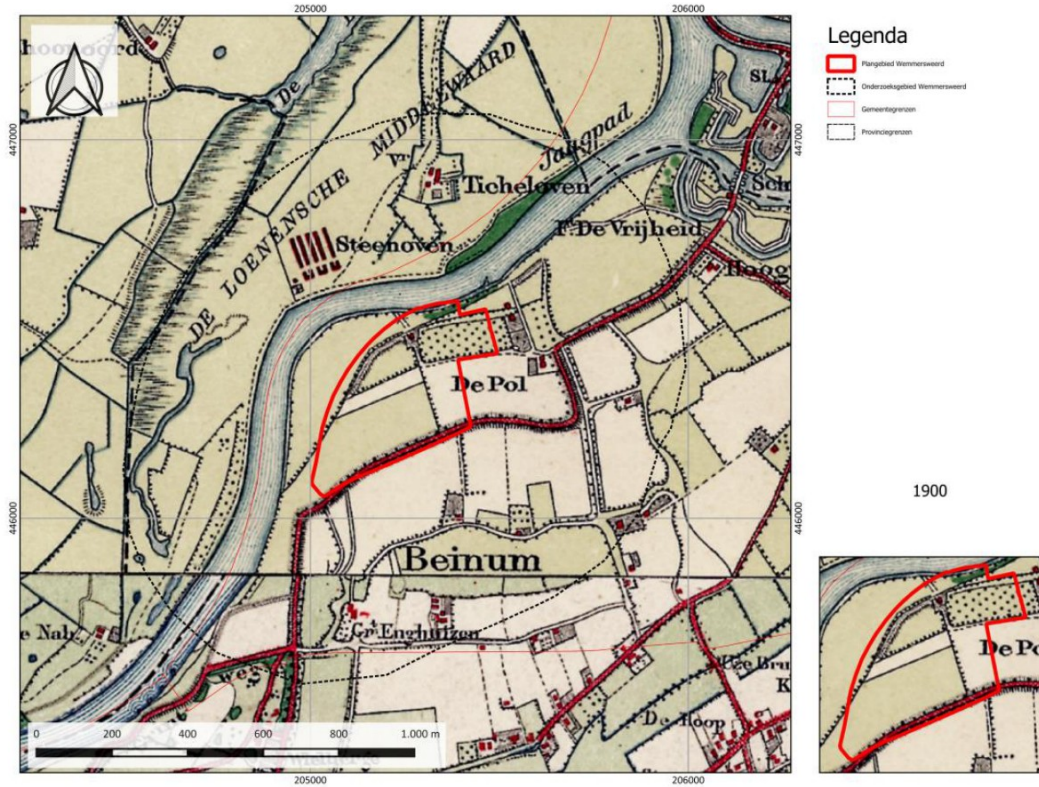 205000
206000
De
MIDDELWAARD
DE LOENENSCHE
Jaagpad
Ticheloven
Steenoven
Ft. De Vrijheid
De Pol
Beinum
Gr. Enghuizen
De Hoop
447000
446000
447000
446000
0 200 400 600 800 1.000 m
205000
206000
Legenda
Plangebied Wemmersweerd
Onderzoeksgebied Wemmersweerd
Gemeentegrenzen
Provinciegrenzen
1900
De Po